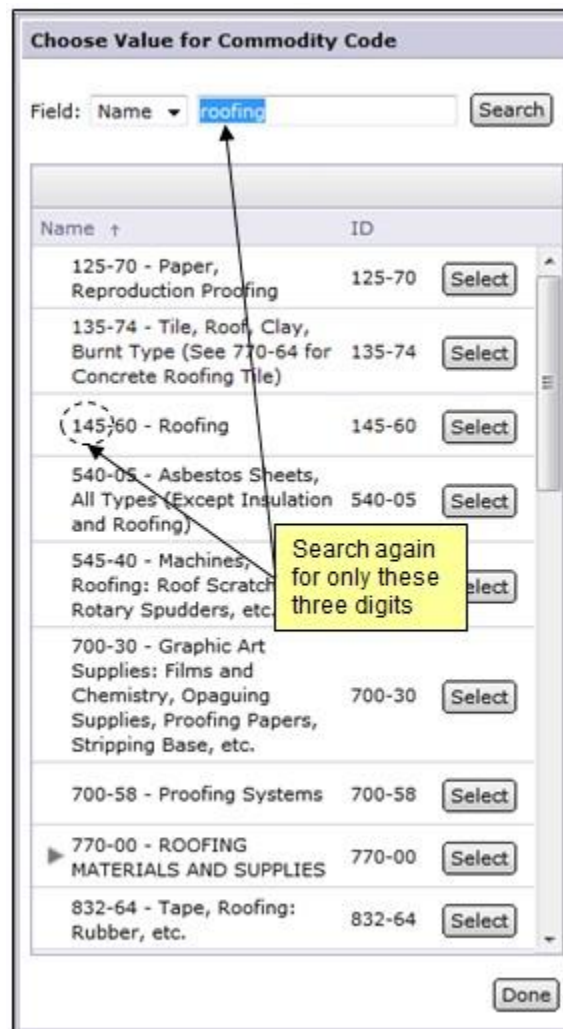 Choose Value for Commodity Code
Field: Name roofing Search
Name ↑ ID
125-70 - Paper,
Reproduction Proofing 125-70 Select
135-74 - Tile, Roof, Clay,
Burnt Type (See 770-64 for 135-74 Select
Concrete Roofing Tile)
145-60 - Roofing 145-60 Select
540-05 - Asbestos Sheets,
All Types (Except Insulation 540-05 Select
and Roofing)
Search again
for only these
three digits
545-40 - Machines,
Roofing: Roof
Rotary Spudders, etc.
700-30 - Graphic Art
Supplies: Films and
Chemistry, Opaguing 700-30 Select
Supplies, Proofing Papers,
Stripping Base, etc.
700-58 - Proofing Systems 700-58 Select
770-00 - ROOFING
MATERIALS AND SUPPLIES 770-00 Select
832-64 - Tape, Roofing:
Rubber, etc. 832-64 Select
Done